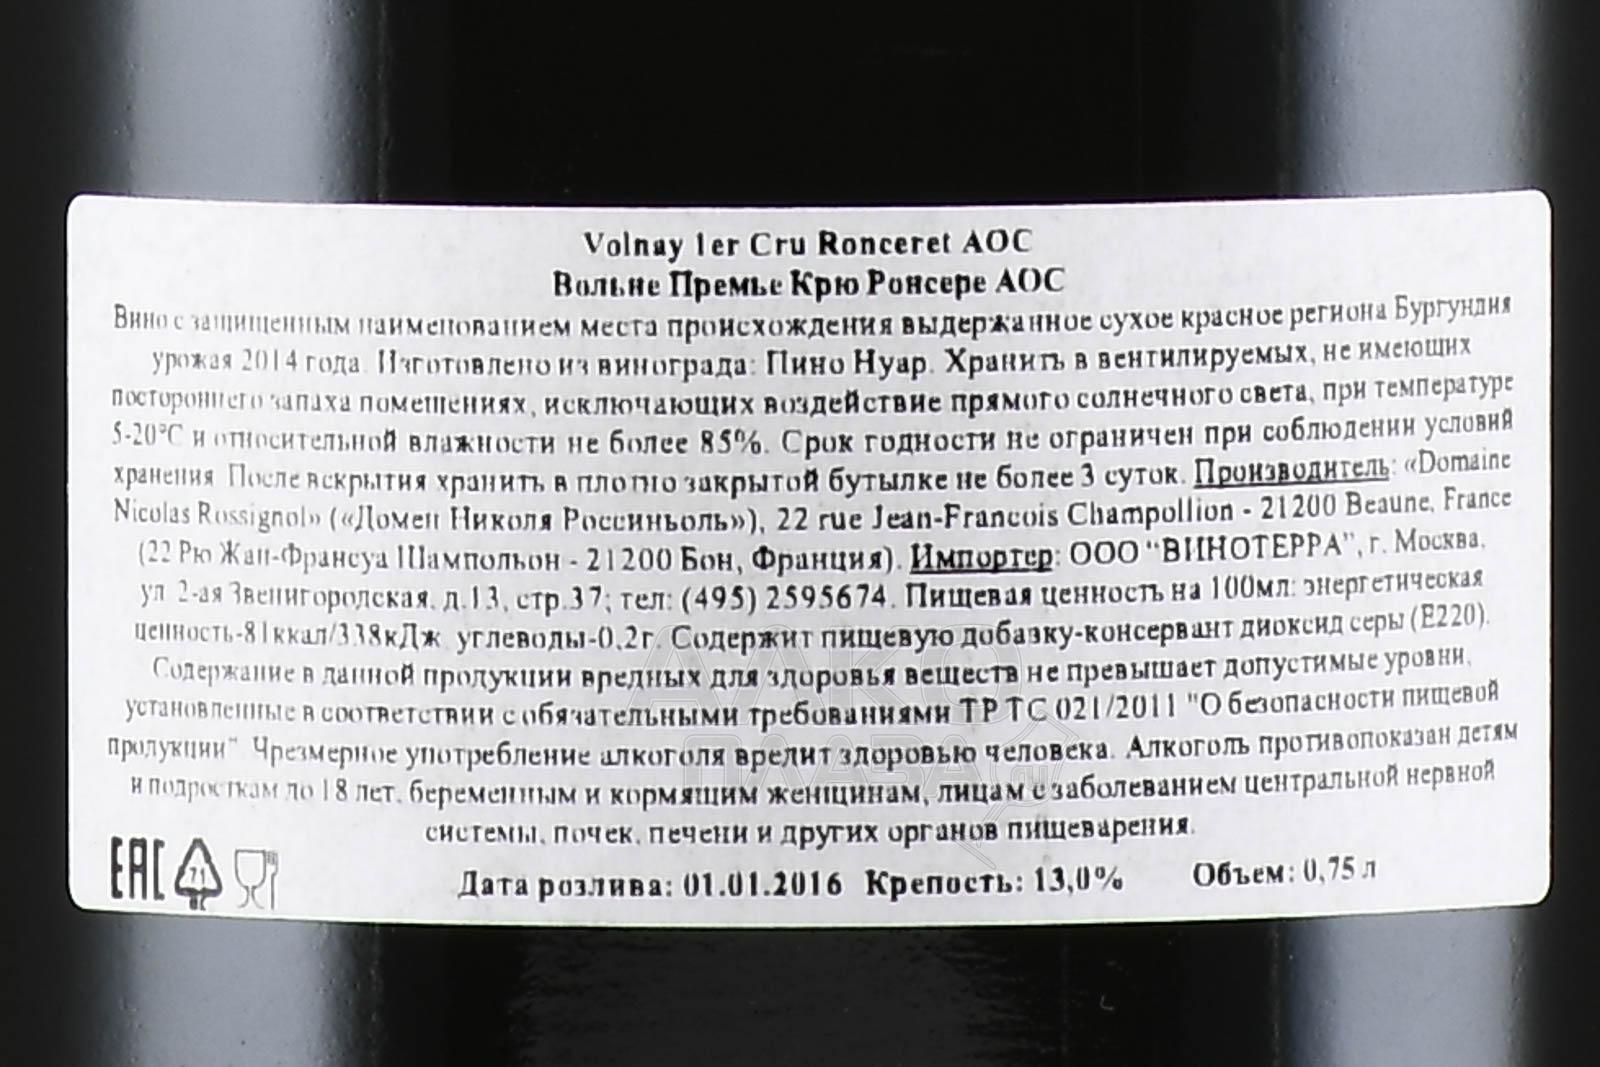 Volnay 1er Cru Ronceret AOC
Вольне Премье Крю Ронсере АОС
Вино с защищенным наименованием места происхождения выдержанное сухое красное региона Бургундия
урожая 2014 года. Изготовлено из винограда: Пино Нуар. Хранить в вентилируемых, не имеющих
постороннего запаха помещениях, исключающих воздействие прямого солнечного света, при температуре
5-20°С и относительной влажности не более 85%. Срок годности не ограничен при соблюдении условий
хранения. После вскрытия хранить в плотно закрытой бутылке не более 3 суток. Производитель: «Domaine
Nicolas Rossignol» («Домен Николя Россиньоль»), 22 rue Jean-Francois Champollion - 21200 Beaune, France
(22 Рю Жан-Франсуа Шампольон - 21200 Бон, Франция). Импортер: ООО "ВИНОТЕРРА", г. Москва,
ул. 2-ая Звенигородская, д.13, стр.37; тел: (495) 2595674. Пищевая ценность на 100мл: энергетическая
ценность-81ккал/338кДж, углеводы-0,2г. Содержит пищевую добавку-консервант диоксид серы (Е220).
Содержание в данной продукции вредных для здоровья веществ не превышает допустимые уровни,
установленные в соответствии с обязательными требованиями ТР ТС 021/2011 "О безопасности пищевой
продукции". Чрезмерное употребление алкоголя вредит здоровью человека. Алкоголь противопоказан детям
и подросткам до 18 лет, беременным и кормящим женщинам, лицам с заболеванием центральной нервной
системы, почек, печени и других органов пищеварения.
EAC 71 Дата розлива: 01.01.2016 Крепость: 13,0% Объем: 0,75 л
АЛКО
ПЛАЗА.ru